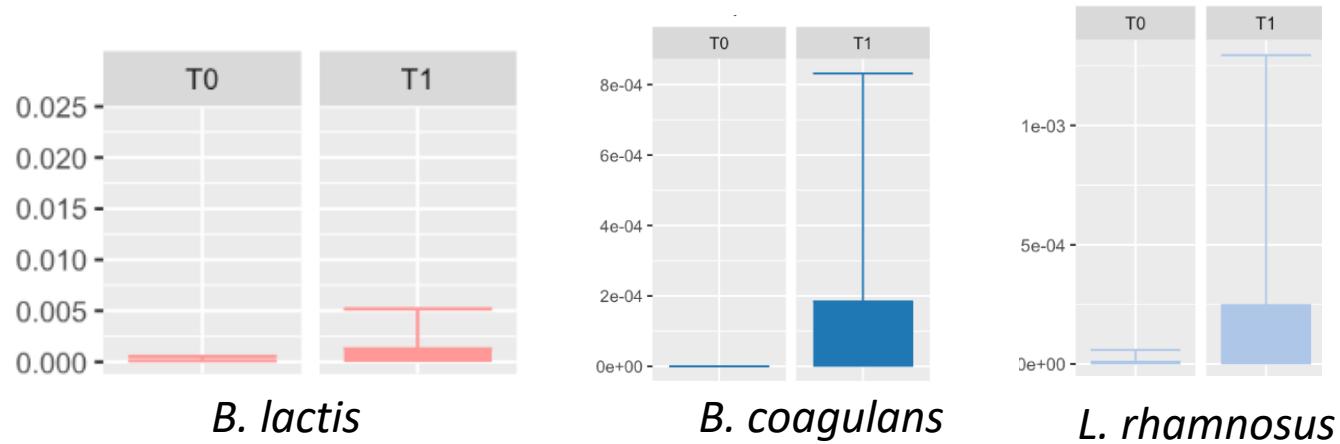 T0 T1
0.025
0.020
0.015
0.010
0.005
0.000
B. lactis
T0 T1
8e-04
6e-04
4e-04
2e-04
0e+00
B. coagulans
T0 T1
1e-03
5e-04
0e+00
L. rhamnosus